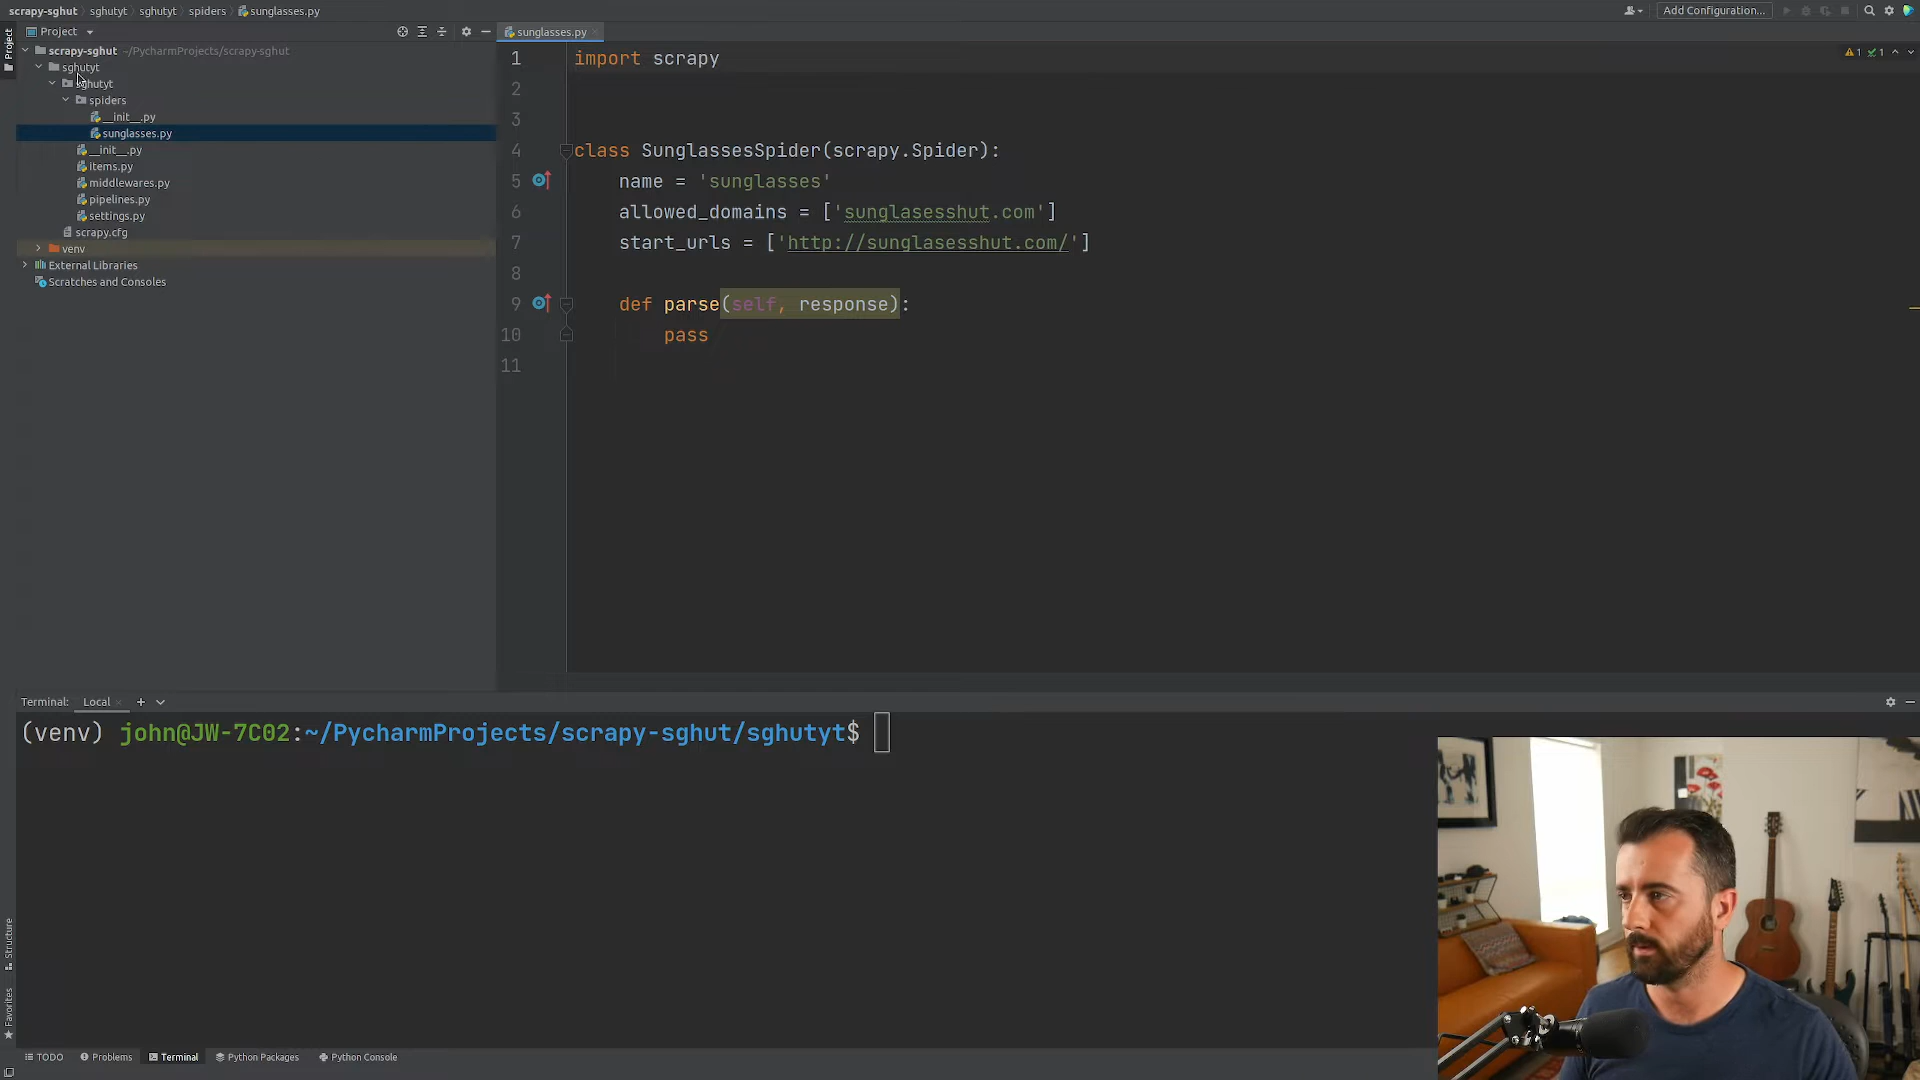 scrapy-sghut sghutyt sghutyt spiders sunglasses.py
Add Configuration...
Project
Project
sunglasses.py
scrapy-sghut ~/PycharmProjects/scrapy-sghut
sghutyt
sghutyt
spiders
__init__.py
sunglasses.py
__init__.py
items.py
middlewares.py
pipelines.py
settings.py
scrapy.cfg
venv
External Libraries
Scratches and Consoles
1 import scrapy
2
3
4 class SunglassesSpider(scrapy.Spider):
5 name = 'sunglasses'
6 allowed_domains = ['sunglasesshut.com']
7 start_urls = ['http://sunglasesshut.com/']
8
9 def parse(self, response):
10 pass
11
1 1
Terminal: Local
(venv) john@JW-7C02:~/PycharmProjects/scrapy-sghut/sghutyt$
Structure
Favorites
TODO Problems Terminal Python Packages Python Console